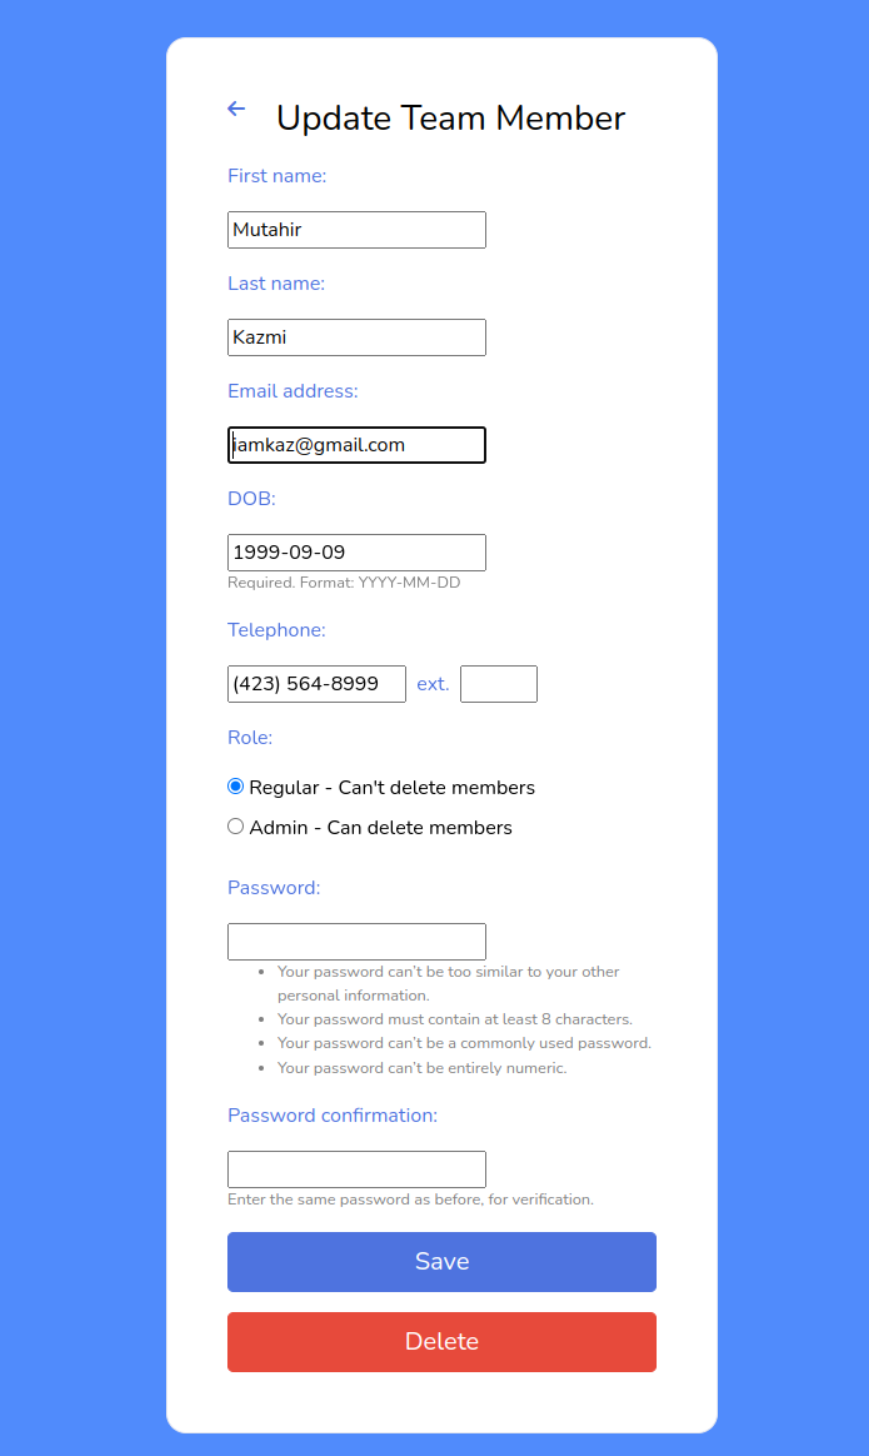 Update Team Member
First name:
Mutahir
Last name:
Kazmi
Email address:
iamkaz@gmail.com
DOB:
1999-09-09
Required. Format: YYYY-MM-DD
Telephone:
(423) 564-8999 ext.
Role:
Regular - Can't delete members
Admin - Can delete members
Password:
Your password can’t be too similar to your other
personal information.
Your password must contain at least 8 characters.
Your password can’t be a commonly used password.
Your password can’t be entirely numeric.
Password confirmation:
Enter the same password as before, for verification.
Save
Delete